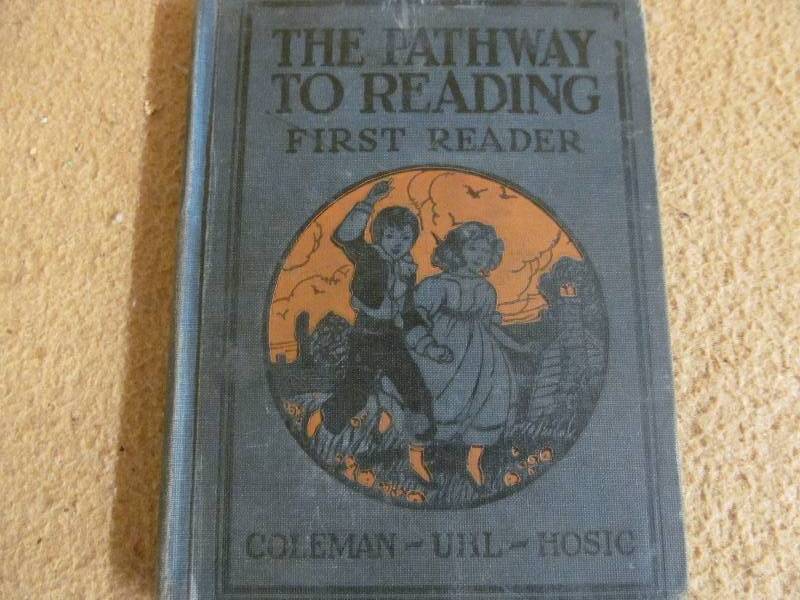 THE PATHWAY
TO READING
FIRST READER
COLEMAN - UHL - HOSIC